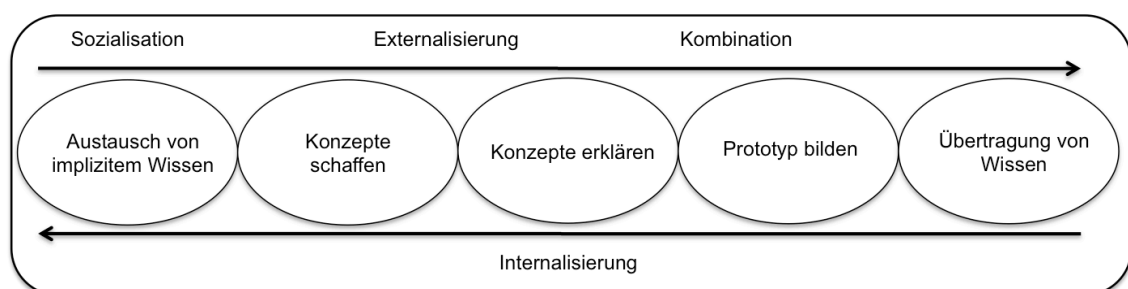 Sozialisation
Externalisierung
Kombination
Austausch von
implizitem Wissen
Konzepte
schaffen
Konzepte erklären
Prototyp bilden
Übertragung von
Wissen
Internalisierung